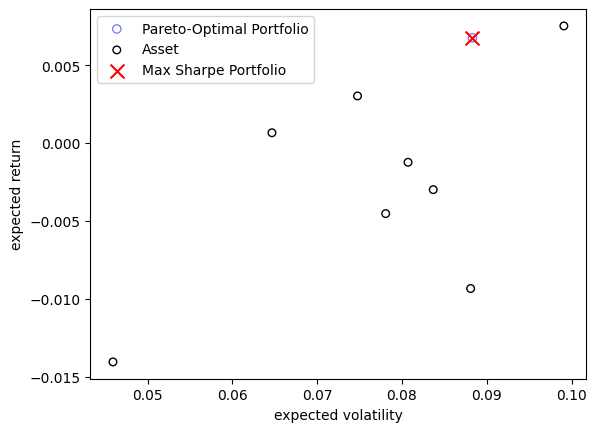 Pareto-Optimal Portfolio
Asset
Max Sharpe Portfolio
expected return
0.005
0.000
−0.005
−0.010
−0.015
0.05 0.06 0.07 0.08 0.09 0.10
expected volatility